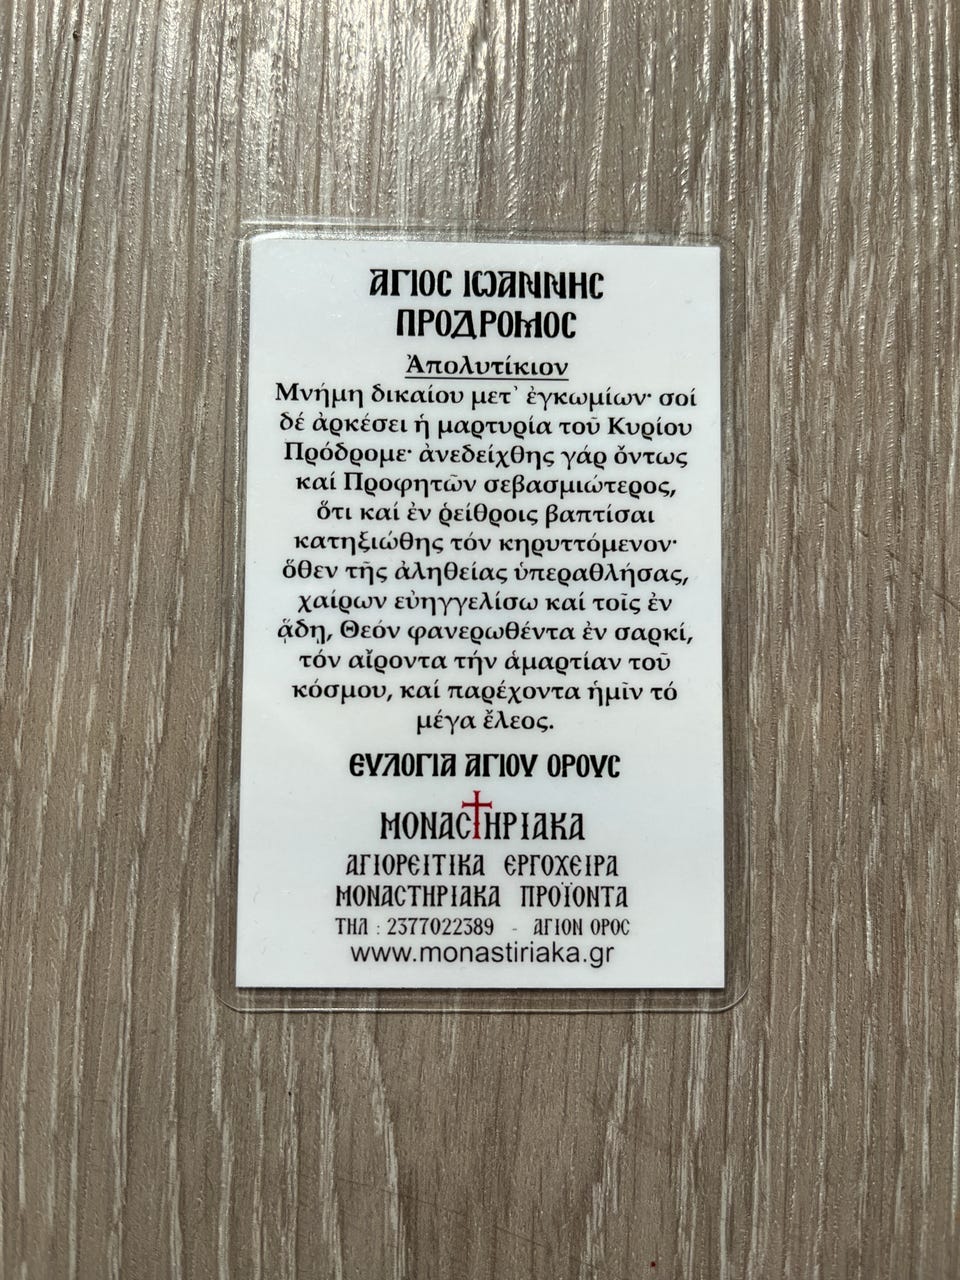 ΑΓΙΟΣ ΙΩΑΝΝΗΣ
ΠΡΟΔΡΟΜΟΣ
Ἀπολυτίκιον
Μνήμη δικαίου μετ᾿ ἐγκωμίων· σοί
δέ ἀρκέσει ἡ μαρτυρία τοῦ Κυρίου
Πρόδρομε· ἀνεδείχθης γάρ ὄντως
καί Προφητῶν σεβασμιώτερος,
ὅτι καί ἐν ῥείθροις βαπτίσαι
κατηξιώθης τόν κηρυττόμενον·
ὅθεν τῆς ἀληθείας ὑπεραθλήσας,
χαίρων εὐηγγελίσω καί τοῖς ἐν
ᾅδῃ, Θεόν φανερωθέντα ἐν σαρκί,
τόν αἴροντα τήν ἁμαρτίαν τοῦ
κόσμου, καί παρέχοντα ἡμῖν τό
μέγα ἔλεος.
ΕΥΛΟΓΙΑ ΑΓΙΟΥ ΟΡΟΥΣ
ΜΟΝΑΣΤΗΡΙΑΚΑ
ΑΓΙΟΡΕΙΤΙΚΑ ΕΡΓΟΧΕΙΡΑ
ΜΟΝΑΣΤΗΡΙΑΚΑ ΠΡΟΪΟΝΤΑ
ΤΗΛ : 2377022389 - ΑΓΙΟΝ ΟΡΟΣ
www.monastiriaka.gr